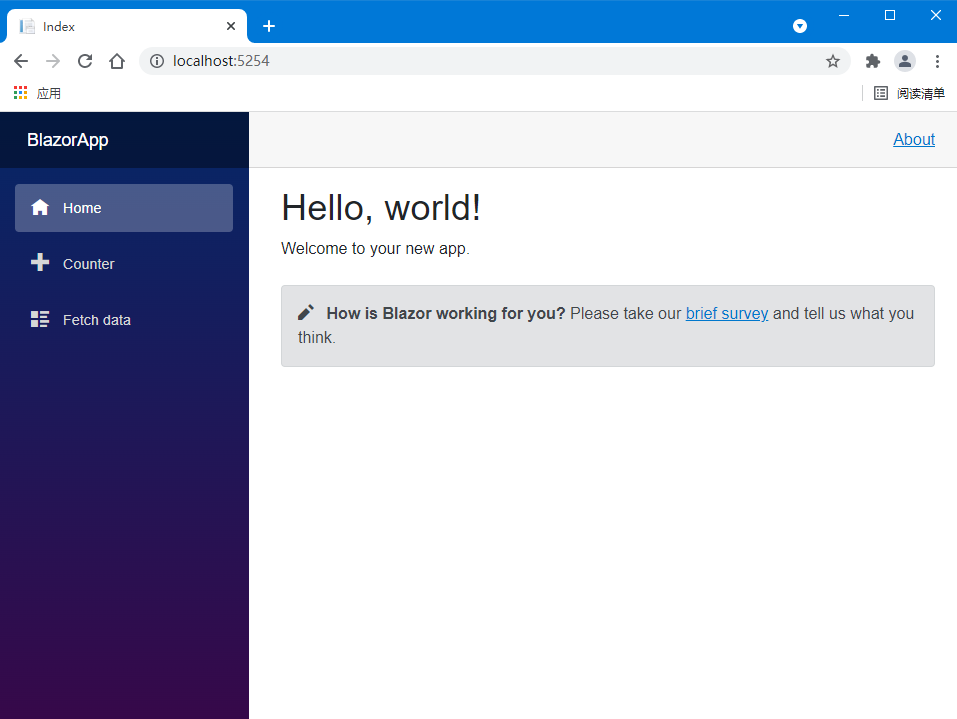 Index
localhost:5254
应用
阅读清单
BlazorApp
About
Home
Counter
Fetch data
Hello, world!
Welcome to your new app.
How is Blazor working for you? Please take our brief survey and tell us what you
think.